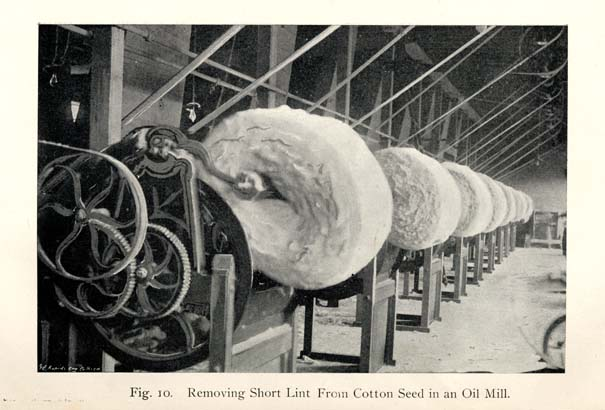 Fig. 10. Removing Short Lint From Cotton Seed in an Oil Mill.